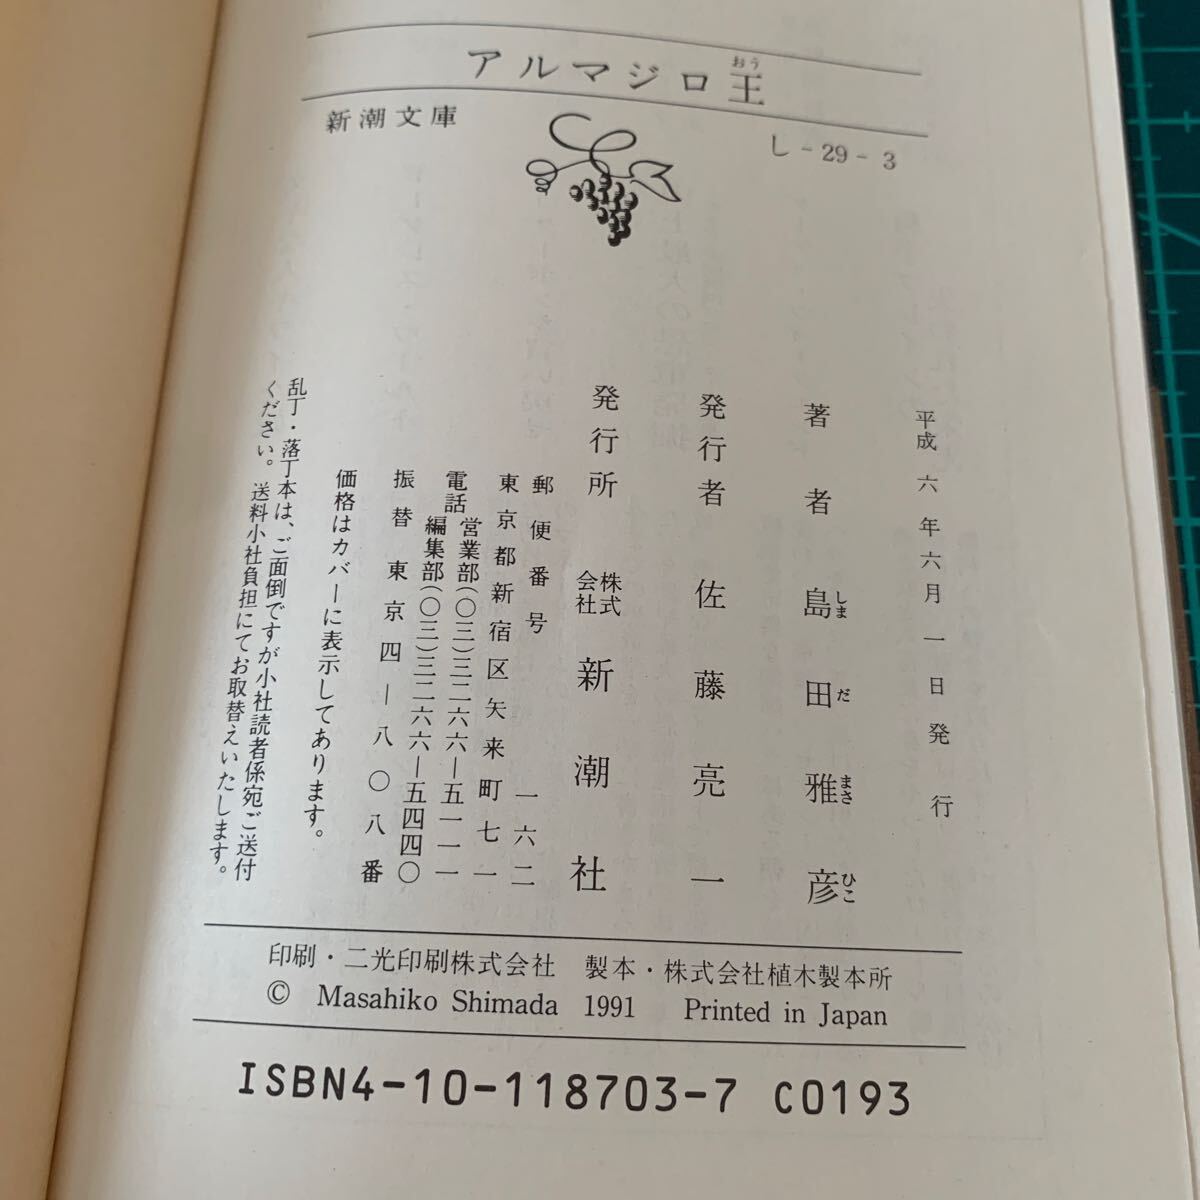 アルマジロ王
おう
新潮文庫
し-29-3
平成六年六月一日発行
著者 島田雅彦
しまだまさひこ
発行者 佐藤亮一
発行所 株式会社 新潮社
郵便番号 一六二
東京都新宿区矢来町七一
電話 営業部(〇三)三二六六―五一一一
編集部(〇三)三二六六―五四四〇
振替 東京四―八〇八番
価格はカバーに表示してあります。
乱丁・落丁本は、ご面倒ですが小社読者係宛ご送付
ください。送料小社負担にてお取替えいたします。
印刷・二光印刷株式会社 製本・株式会社植木製本所
© Masahiko Shimada 1991 Printed in Japan
ISBN4-10-118703-7 C0193